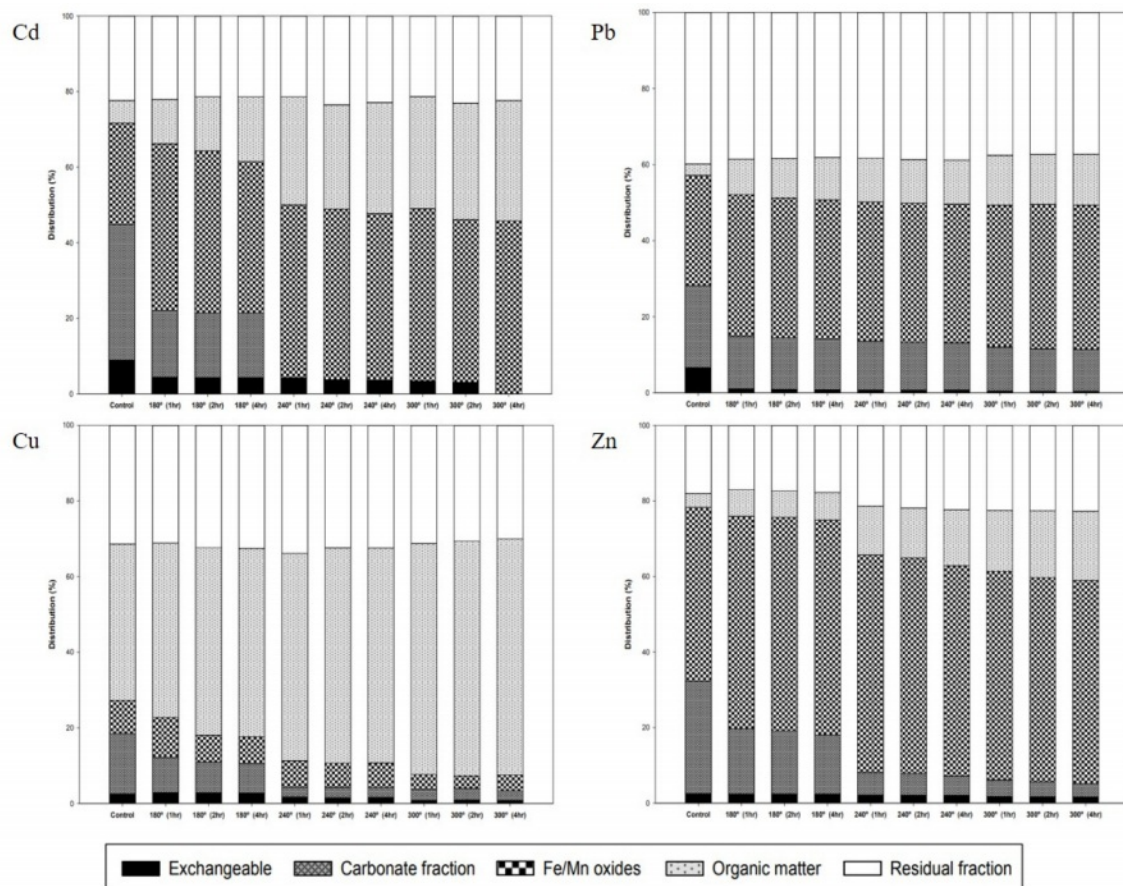 Cd
Distribution (%)
100
80
60
40
20
0
Control 180° (1hr) 180° (2hr) 180° (4hr) 240° (1hr) 240° (2hr) 240° (4hr) 300° (1hr) 300° (2hr) 300° (4hr)
Pb
Distribution (%)
100
80
60
40
20
0
Control 180° (1hr) 180° (2hr) 180° (4hr) 240° (1hr) 240° (2hr) 240° (4hr) 300° (1hr) 300° (2hr) 300° (4hr)
Cu
Distribution (%)
100
80
60
40
20
0
Control 180° (1hr) 180° (2hr) 180° (4hr) 240° (1hr) 240° (2hr) 240° (4hr) 300° (1hr) 300° (2hr) 300° (4hr)
Zn
Distribution (%)
100
80
60
40
20
0
Control 180° (1hr) 180° (2hr) 180° (4hr) 240° (1hr) 240° (2hr) 240° (4hr) 300° (1hr) 300° (2hr) 300° (4hr)
Exchangeable Carbonate fraction Fe/Mn oxides Organic matter Residual fraction